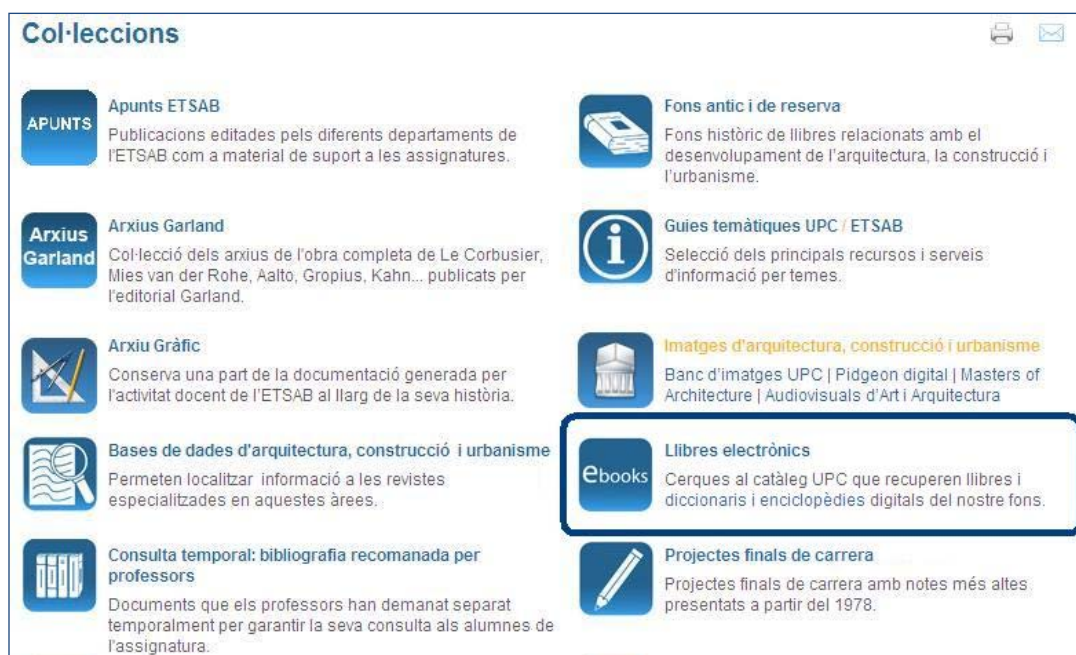 Col·leccions
APUNTS
Apunts ETSAB
Publicacions editades pels diferents departaments de
l'ETSAB com a material de suport a les assignatures.
Arxius
Garland
Arxius Garland
Col·lecció dels arxius de l'obra completa de Le Corbusier,
Mies van der Rohe, Aalto, Gropius, Kahn... publicats per
l'editorial Garland.
Arxiu Gràfic
Conserva una part de la documentació generada per
l'activitat docent de l'ETSAB al llarg de la seva història.
Bases de dades d'arquitectura, construcció i urbanisme
Permeten localitzar informació a les revistes
especialitzades en aquestes àrees.
Consulta temporal: bibliografia recomanada per
professors
Documents que els professors han demanat separat
temporalment per garantir la seva consulta als alumnes de
l'assignatura.
Fons antic i de reserva
Fons històric de llibres relacionats amb el
desenvolupament de l'arquitectura, la construcció i
l'urbanisme.
Guies temàtiques UPC / ETSAB
Selecció dels principals recursos i serveis
d'informació per temes.
Imatges d'arquitectura, construcció i urbanisme
Banc d'imatges UPC | Pidgeon digital | Masters of
Architecture | Audiovisuals d'Art i Arquitectura
ebooks
Llibres electrònics
Cerques al catàleg UPC que recuperen llibres i
diccionaris i enciclopèdies digitals del nostre fons.
Projectes finals de carrera
Projectes finals de carrera amb notes més altes
presentats a partir del 1978.